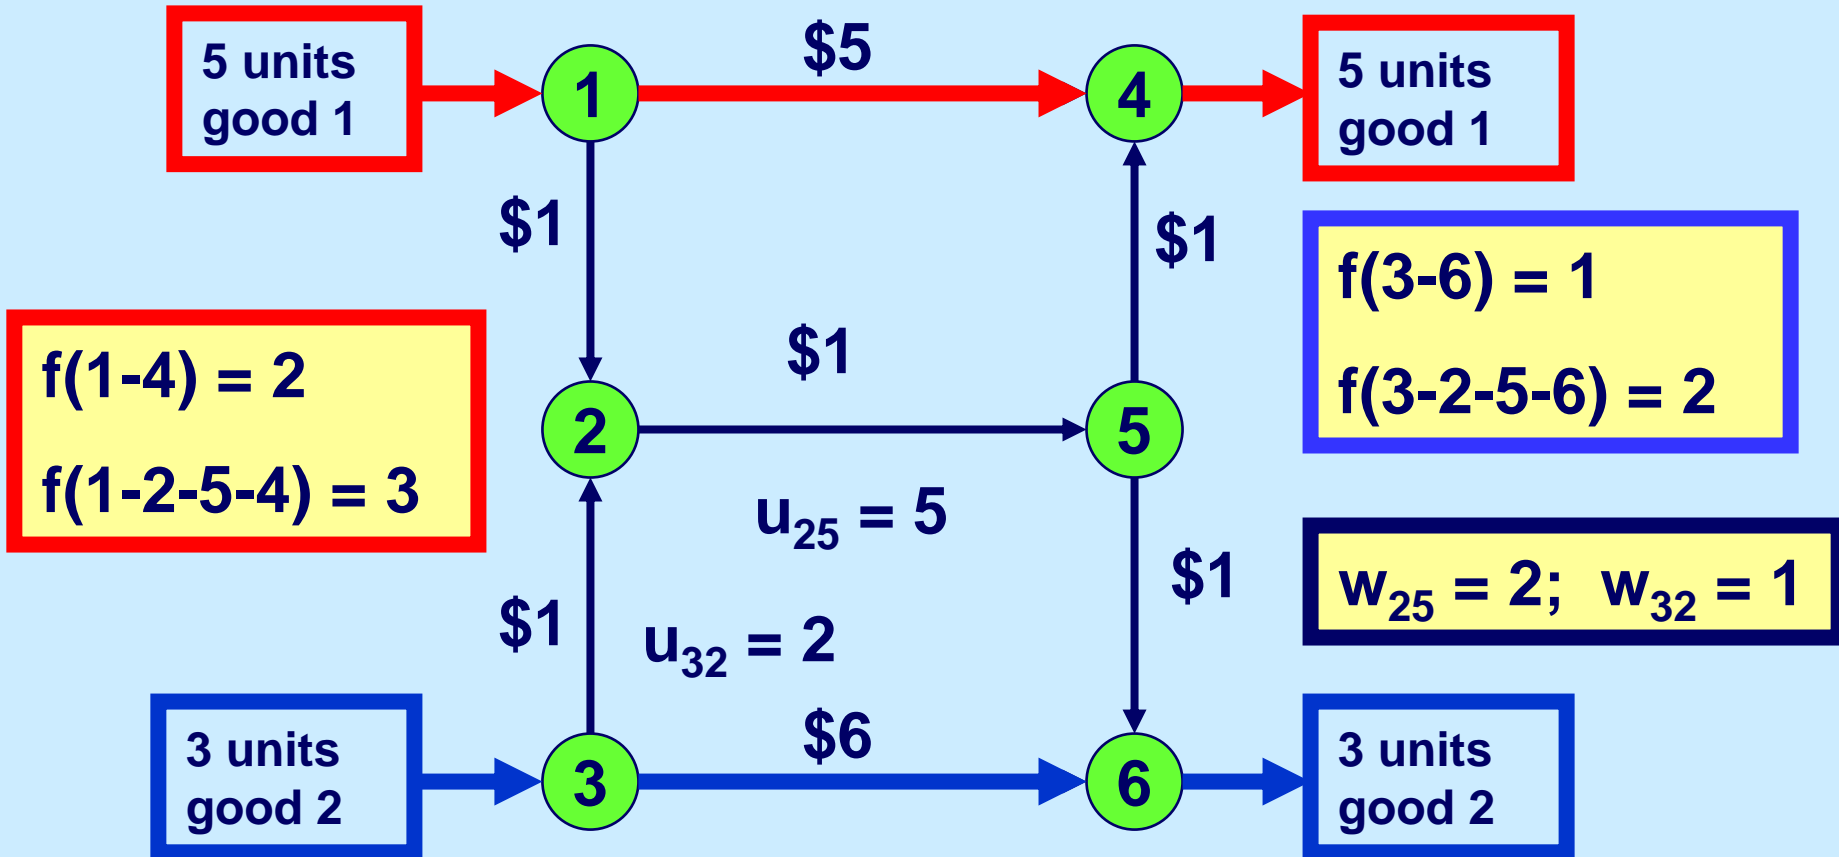 5 units
good 1
1
$5
4
5 units
good 1
$1
$1
f(3-6) = 1
f(3-2-5-6) = 2
f(1-4) = 2
f(1-2-5-4) = 3
$1
2
5
u₂₅ = 5
$1
w₂₅ = 2; w₃₂ = 1
$1
u₃₂ = 2
3 units
good 2
3
$6
6
3 units
good 2